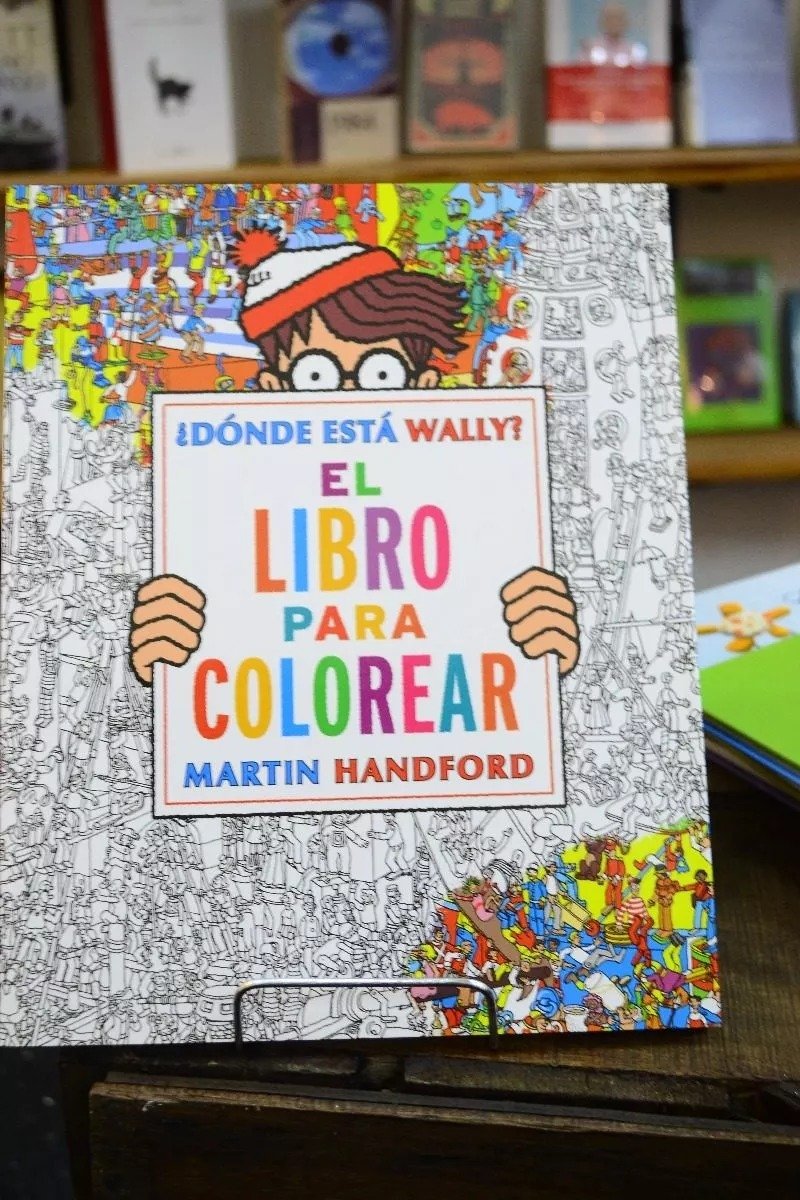 ¿DÓNDE ESTÁ WALLY?
EL
LIBRO
PARA
COLOREAR
MARTIN HANDFORD